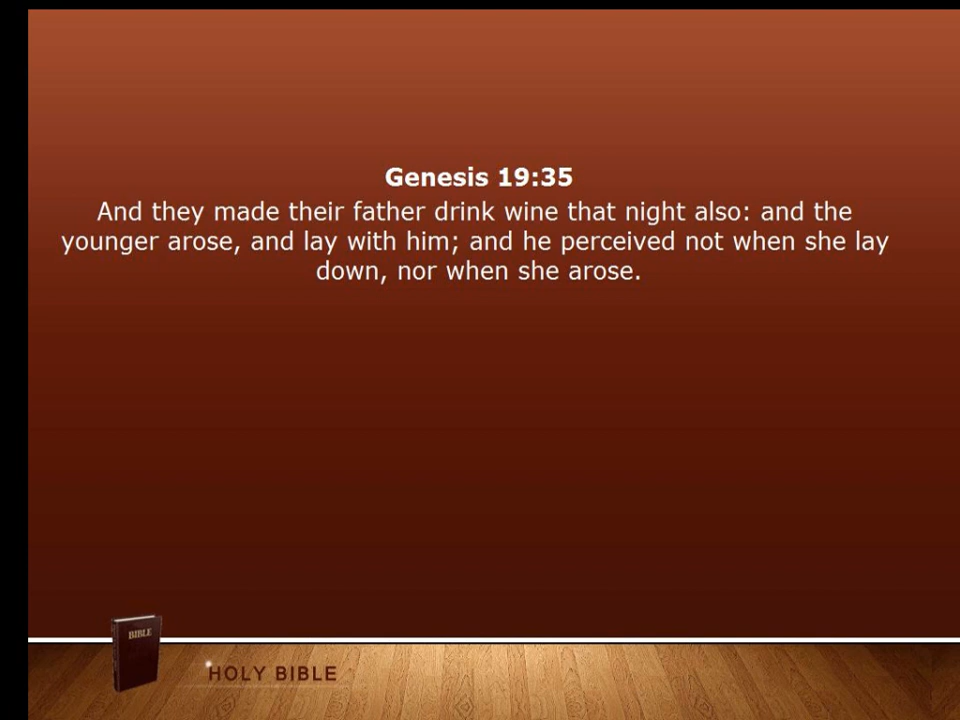 Genesis 19:35
And they made their father drink wine that night also: and the
younger arose, and lay with him; and he perceived not when she lay
down, nor when she arose.
BIBLE
HOLY BIBLE